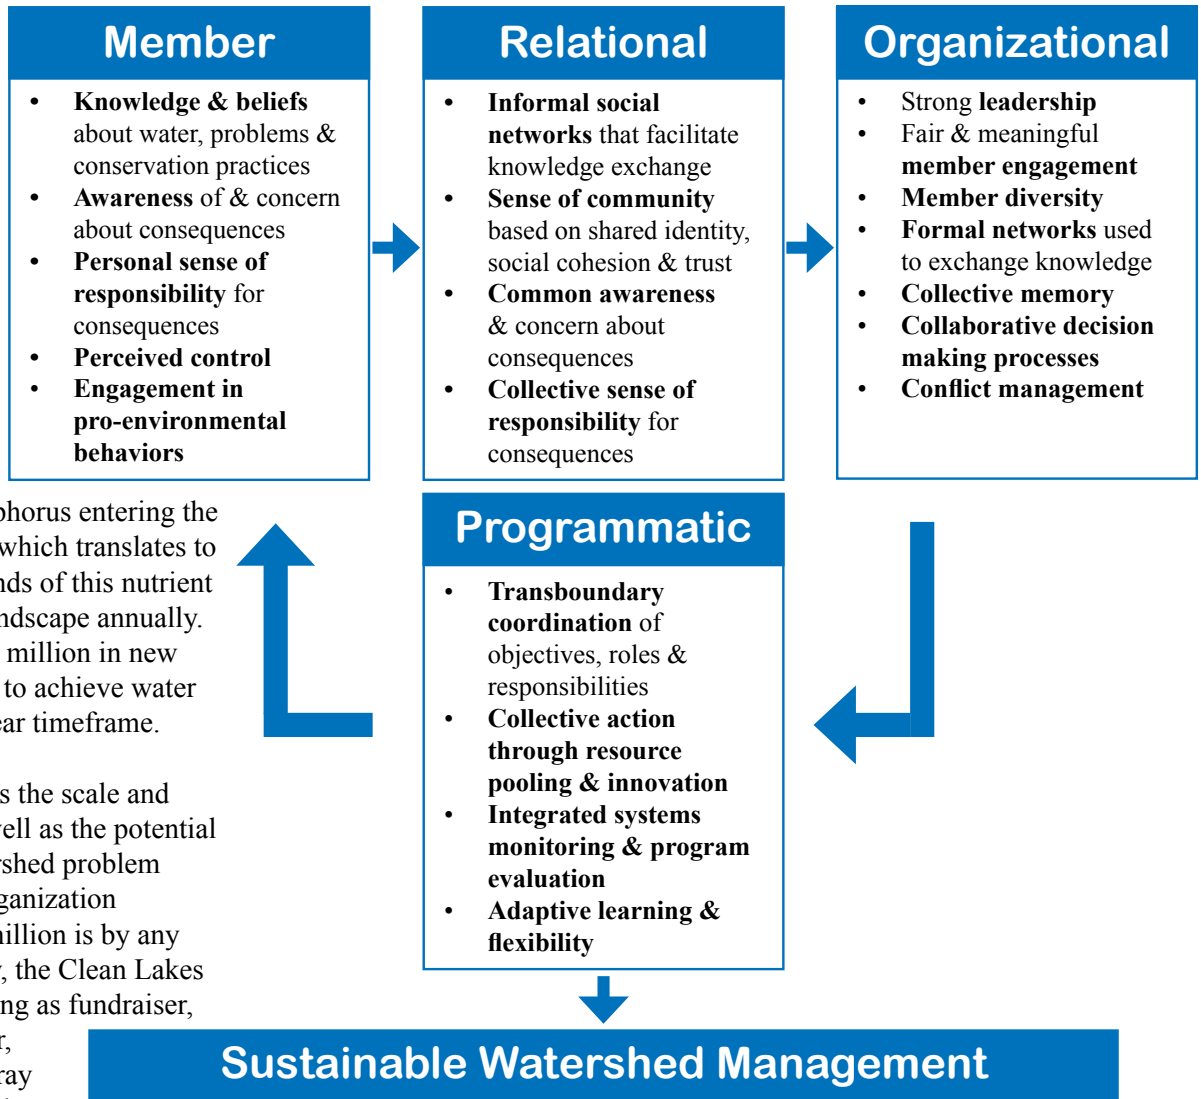 Member
• Knowledge & beliefs
about water, problems &
conservation practices
• Awareness of & concern
about consequences
• Personal sense of
responsibility for
consequences
• Perceived control
• Engagement in
pro-environmental
behaviors
Relational
• Informal social
networks that facilitate
knowledge exchange
• Sense of community
based on shared identity,
social cohesion & trust
• Common awareness
& concern about
consequences
• Collective sense of
responsibility for
consequences
Organizational
• Strong leadership
• Fair & meaningful
member engagement
• Member diversity
• Formal networks used
to exchange knowledge
• Collective memory
• Collaborative decision
making processes
• Conflict management
Programmatic
• Transboundary
coordination of
objectives, roles &
responsibilities
• Collective action
through resource
pooling & innovation
• Integrated systems
monitoring & program
evaluation
• Adaptive learning &
flexibility
phorus entering the
which translates to
nds of this nutrient
ndscape annually.
million in new
to achieve water
ear timeframe.
s the scale and
vell as the potential
rshed problem
ganization
million is by any
, the Clean Lakes
ing as fundraiser,
r,
ray
Sustainable Watershed Management